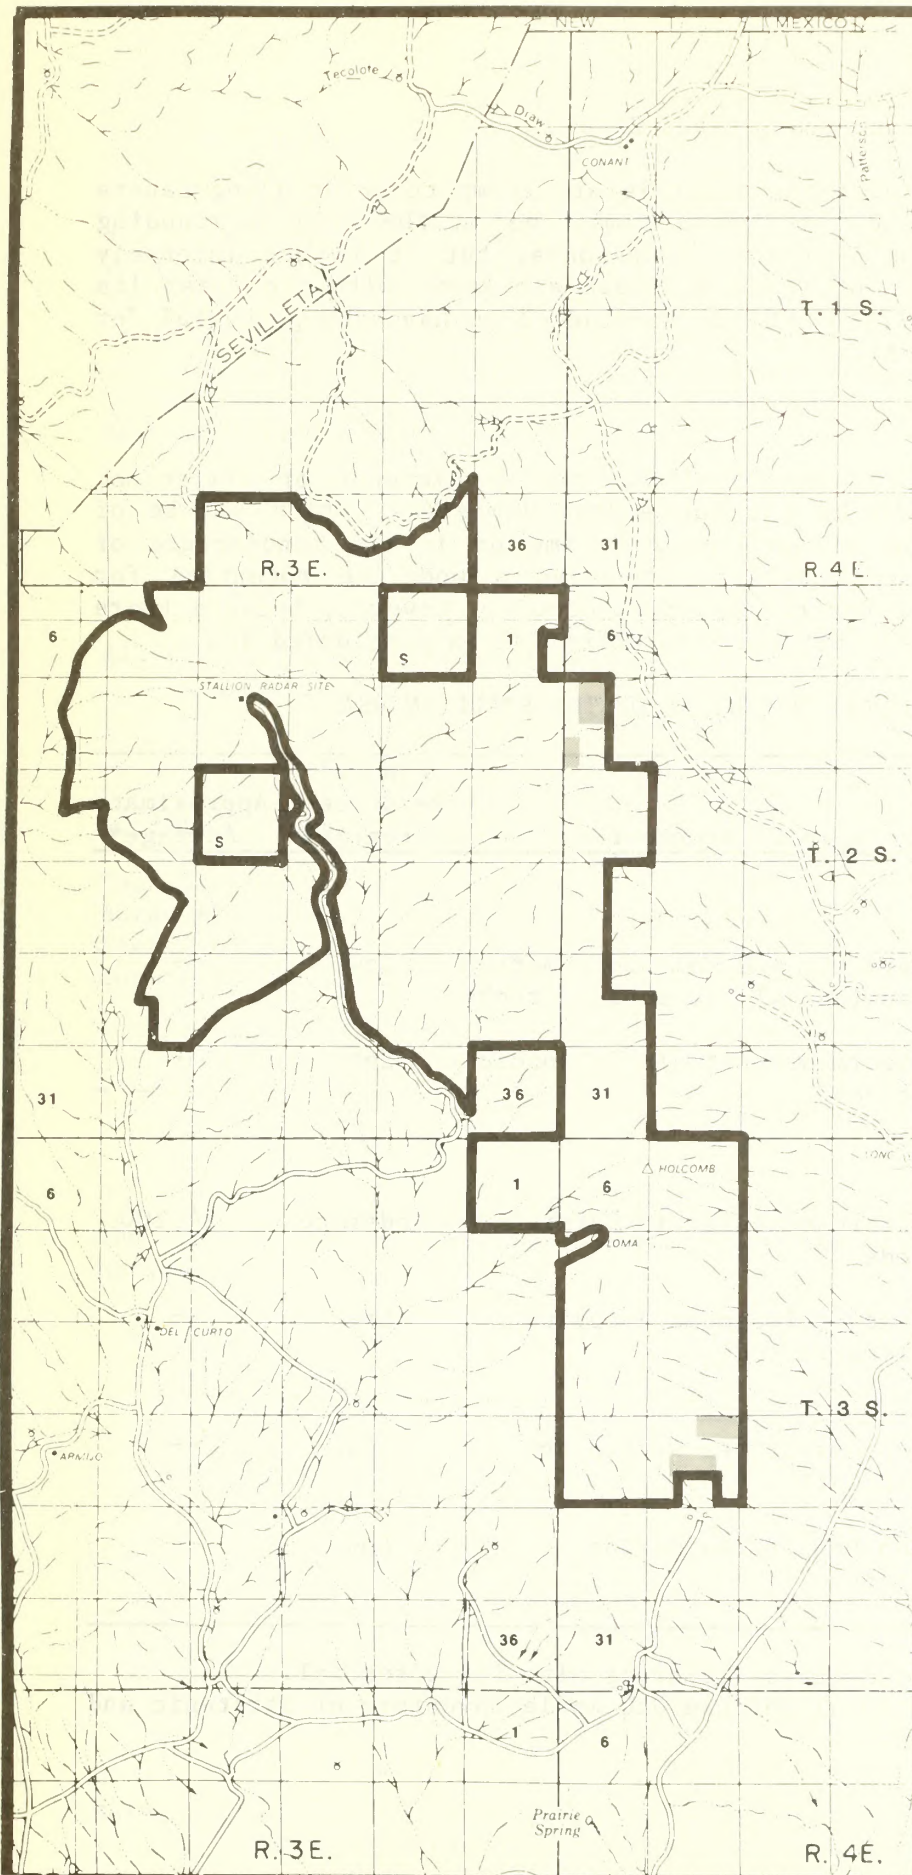 NEW MEXICO
Tecolote
Draw
CONANT
Patterson
SEVILLETA
T. 1 S.
36 31
R. 3 E. R. 4 E.
6 1 6
S
STALLION RADAR SITE
S
T. 2 S.
31 36 31
6 1 6
HOLCOMB
LONG
LOMA
DEL CURTO
T. 3 S.
ARMIJO
36 31
1 6
Prairie
Spring
R. 3E. R. 4E.